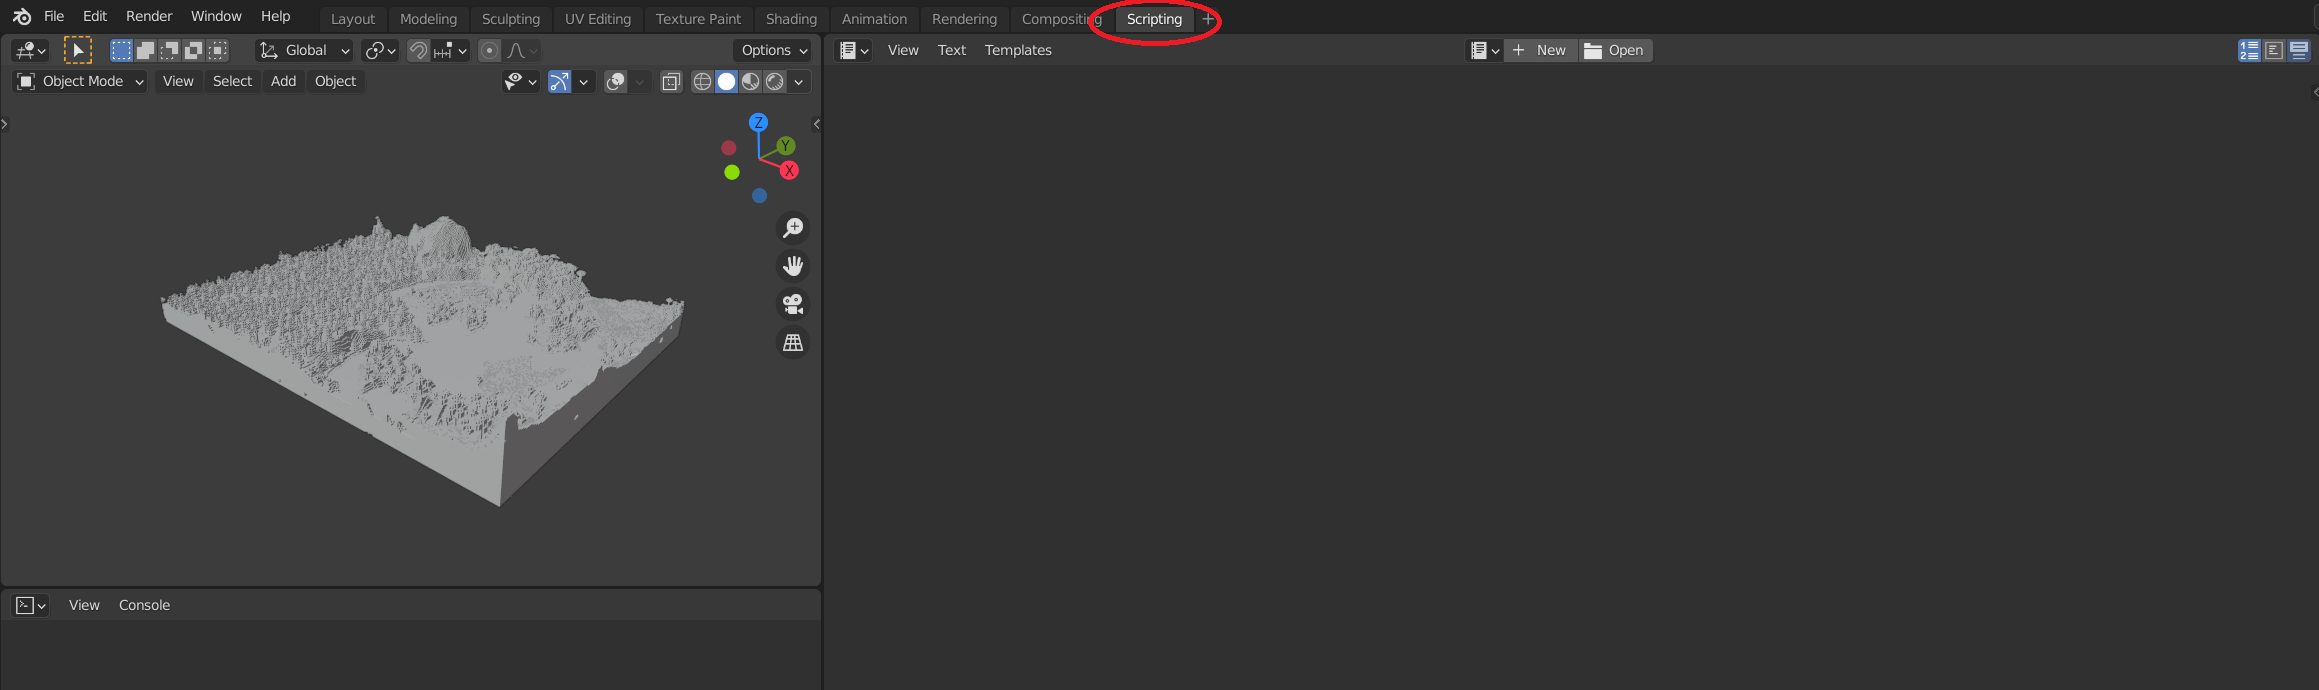 File Edit Render Window Help Layout Modeling Sculpting UV Editing Texture Paint Shading Animation Rendering Compositing Scripting +
Global Options View Text Templates + New Open
Object Mode View Select Add Object
Z
Y
X
View Console